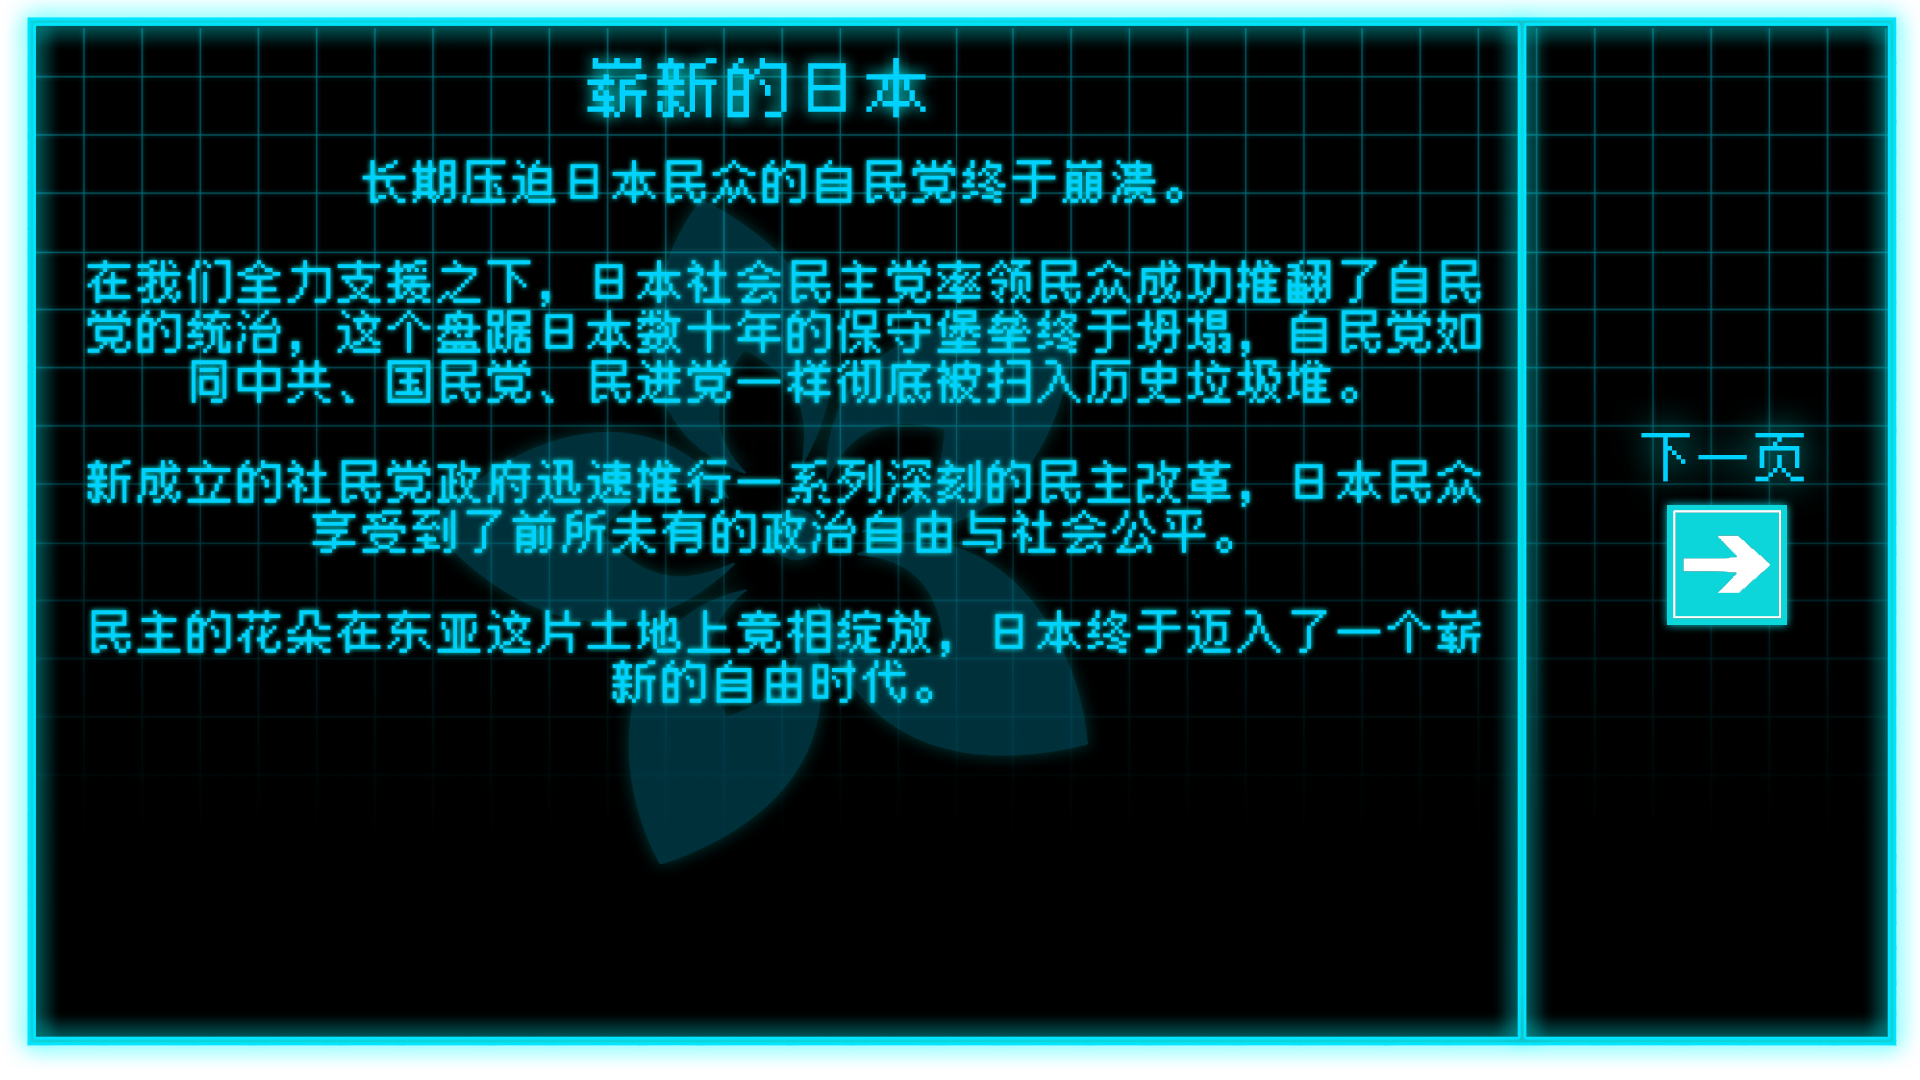 崭新的日本
长期压迫日本民众的自民党终于崩溃。
在我们全力支援之下，日本社会民主党率领民众成功推翻了自民
党的统治，这个盘踞日本数十年的保守堡垒终于坍塌，自民党如
同中共、国民党、民进党一样彻底被扫入历史垃圾堆。
新成立的社民党政府迅速推行一系列深刻的民主改革，日本民众
享受到了前所未有的政治自由与社会公平。
民主的花朵在东亚这片土地上竞相绽放，日本终于迈入了一个崭
新的自由时代。
下一页